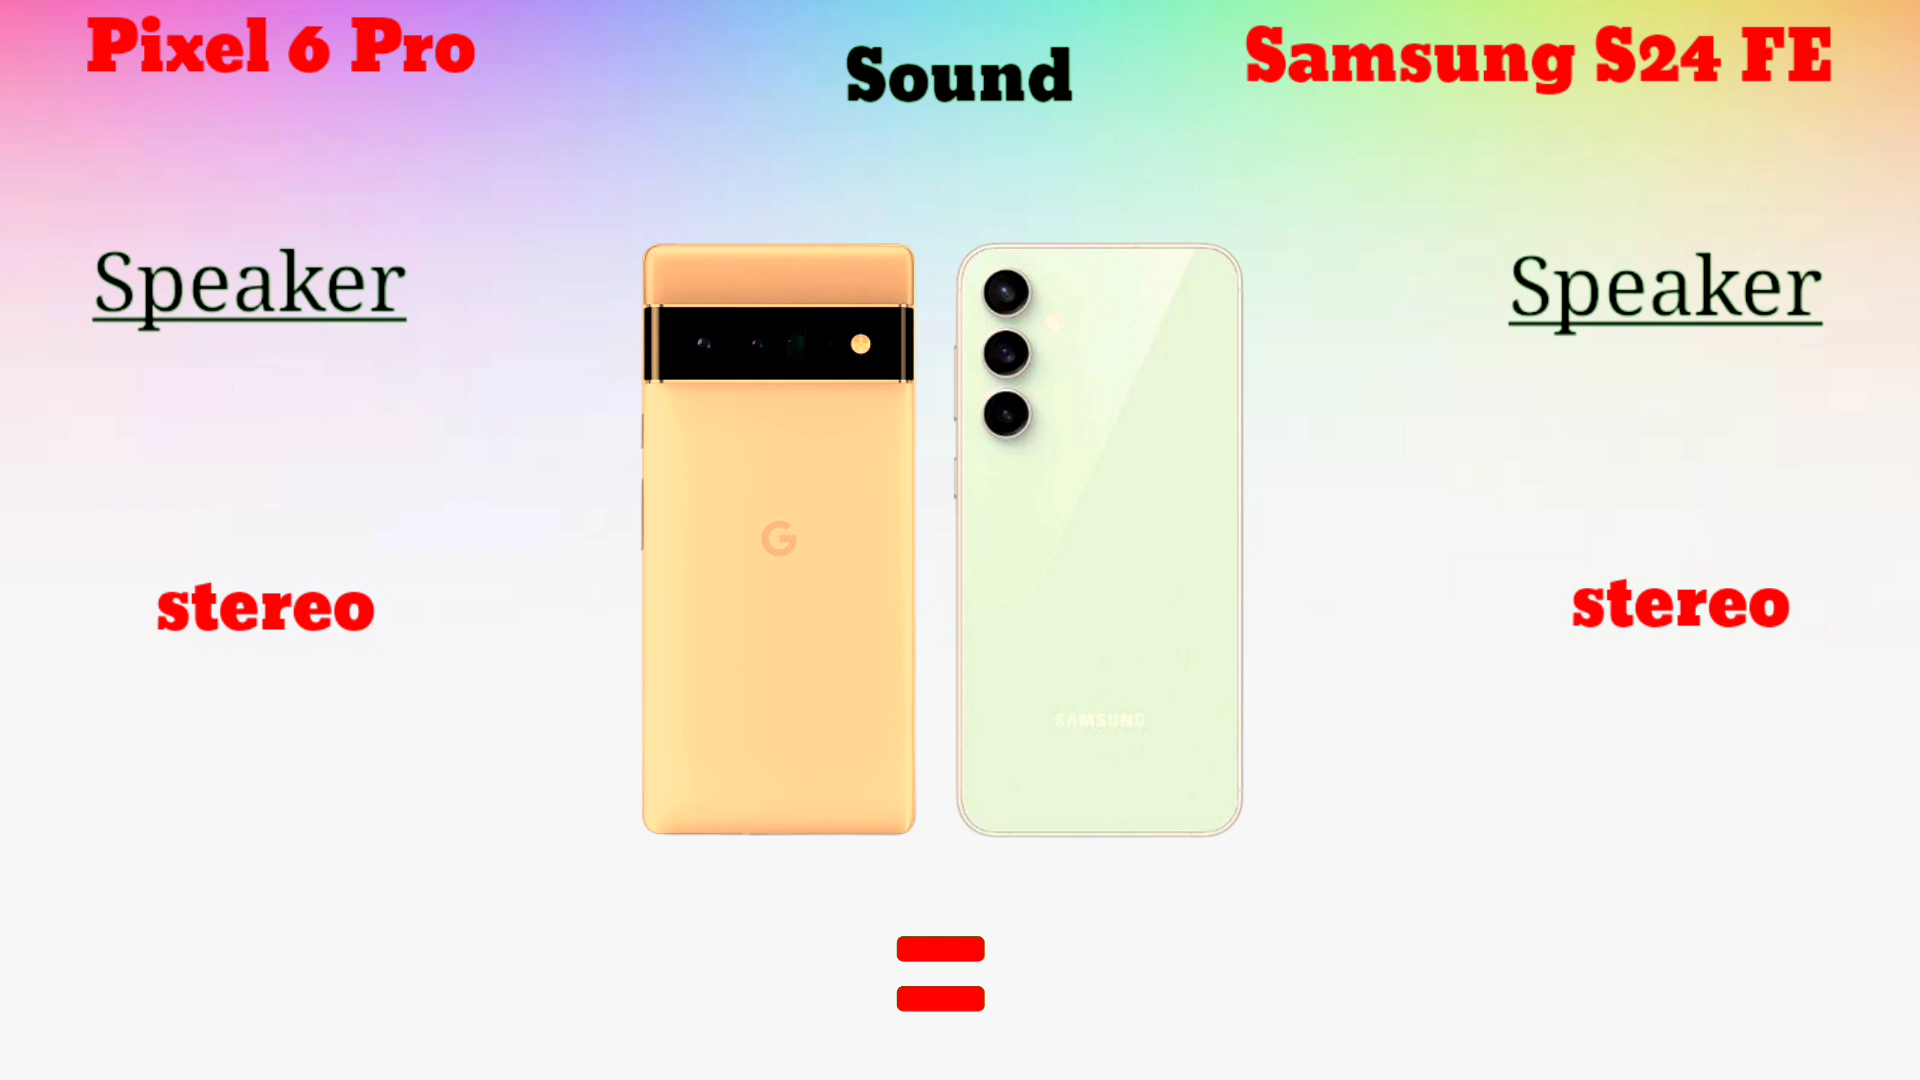 Pixel 6 Pro
Sound
Samsung S24 FE
Speaker
Speaker
stereo
stereo
G
SAMSUNG
=